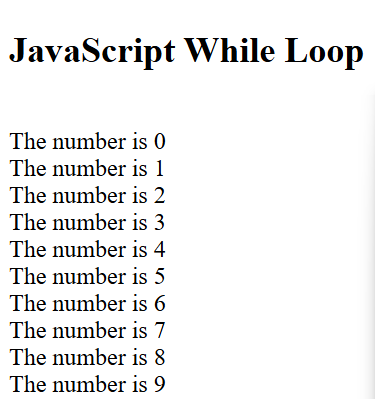 JavaScript While Loop
The number is 0
The number is 1
The number is 2
The number is 3
The number is 4
The number is 5
The number is 6
The number is 7
The number is 8
The number is 9